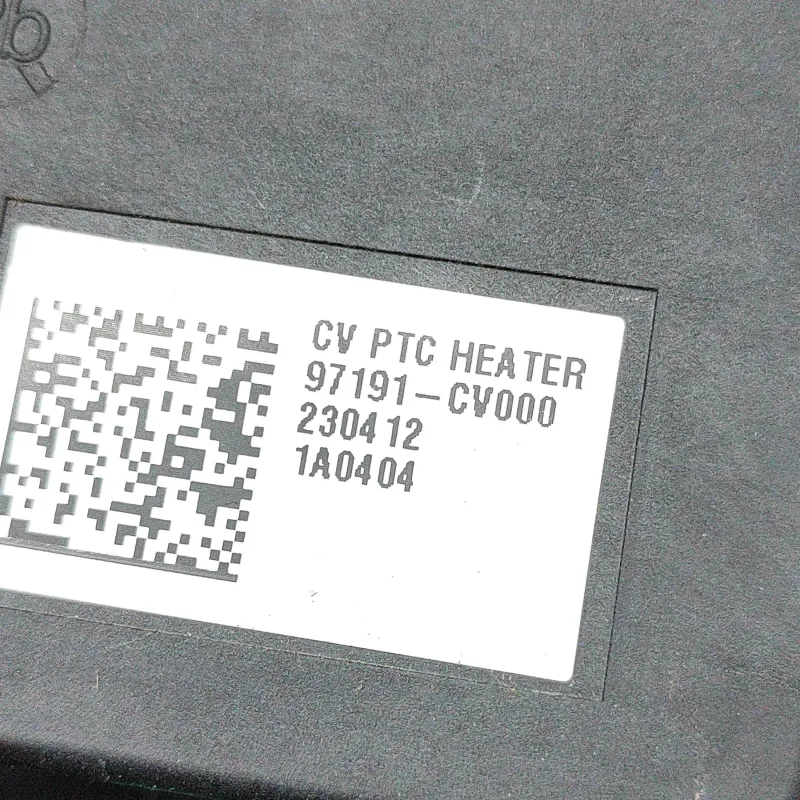 CV PTC HEATER
97191-CV000
230412
1A0404